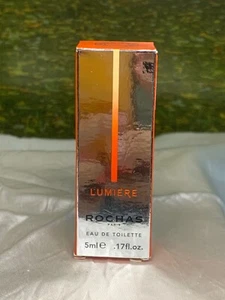 LUMIERE
ROCHAS
PARIS
EAU DE TOILETTE
5ml℮ .17fl.oz.